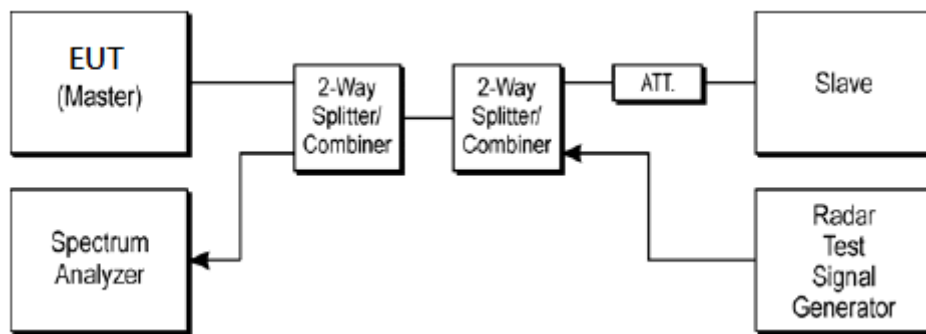 EUT
(Master)
2-Way
Splitter/
Combiner
2-Way
Splitter/
Combiner
ATT.
Slave
Spectrum
Analyzer
Radar
Test
Signal
Generator